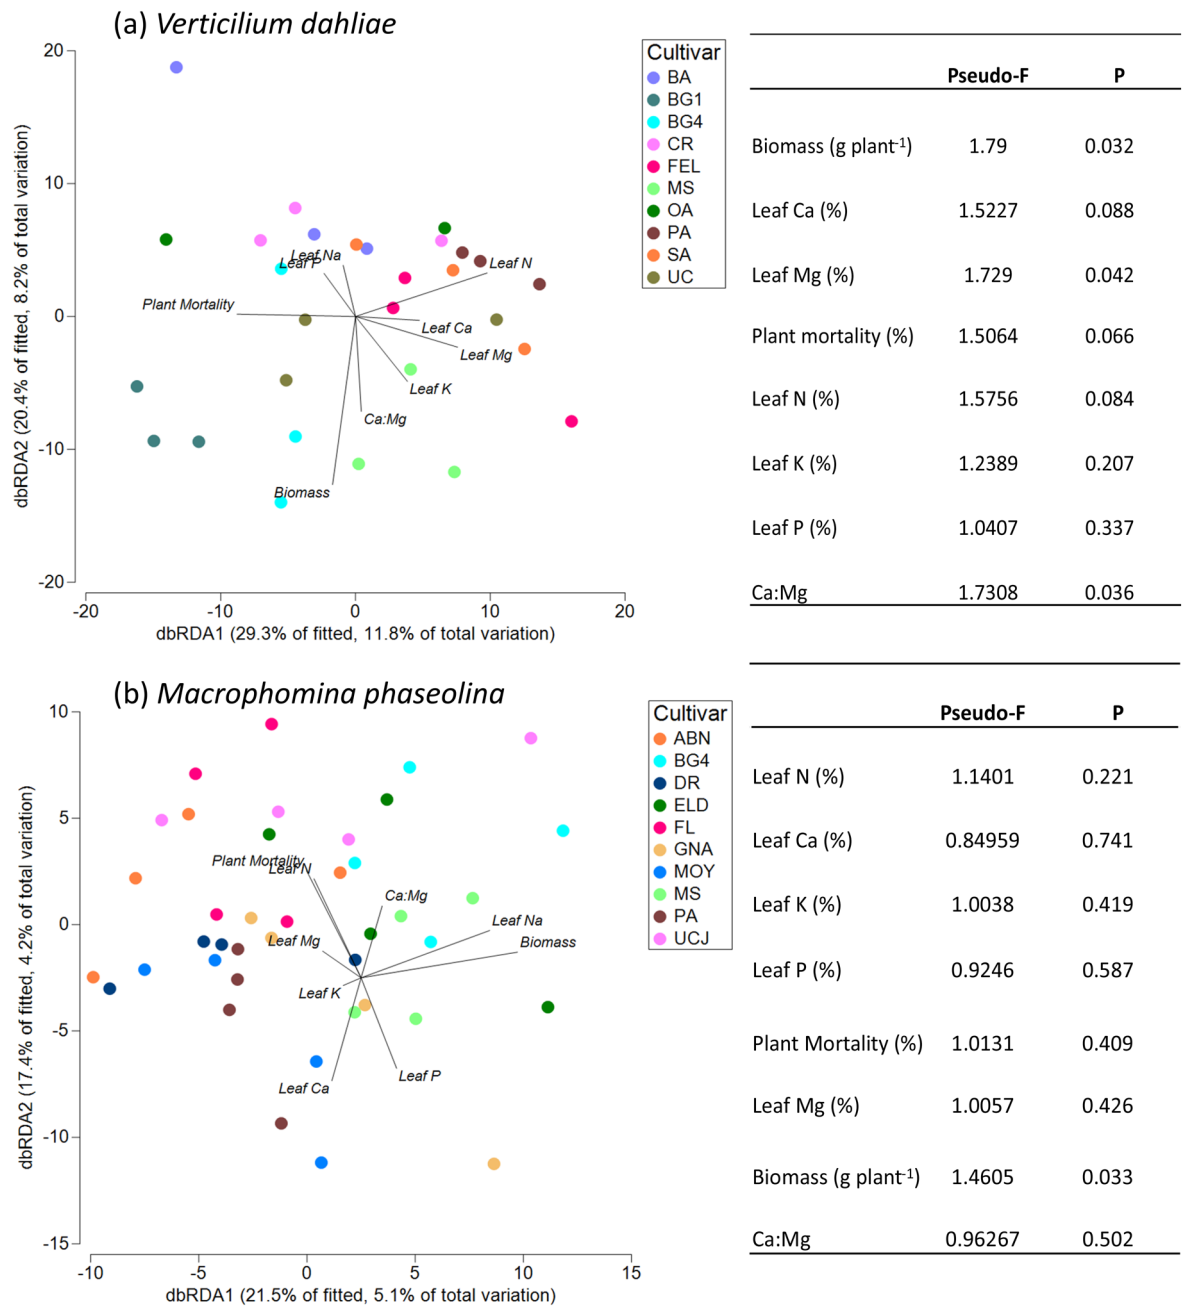 (a) Verticilium dahliae
20
10
0
-10
-20
-20
-10
0
10
20
dbRDA2 (20.4% of fitted, 8.2% of total variation)
dbRDA1 (29.3% of fitted, 11.8% of total variation)
Leaf Na
Leaf P
Leaf N
Plant Mortality
Leaf Ca
Leaf Mg
Leaf K
Ca:Mg
Biomass
Cultivar
BA
BG1
BG4
CR
FEL
MS
OA
PA
SA
UC
Pseudo-F P
Biomass (g plant-1) 1.79 0.032
Leaf Ca (%) 1.5227 0.088
Leaf Mg (%) 1.729 0.042
Plant mortality (%) 1.5064 0.066
Leaf N (%) 1.5756 0.084
Leaf K (%) 1.2389 0.207
Leaf P (%) 1.0407 0.337
Ca:Mg 1.7308 0.036
(b) Macrophomina phaseolina
10
5
0
-5
-10
-15
-10
-5
0
5
10
15
dbRDA2 (17.4% of fitted, 4.2% of total variation)
dbRDA1 (21.5% of fitted, 5.1% of total variation)
Plant Mortality
Leaf N
Ca:Mg
Leaf Na
Leaf Mg
Biomass
Leaf K
Leaf Ca
Leaf P
Cultivar
ABN
BG4
DR
ELD
FL
GNA
MOY
MS
PA
UCJ
Pseudo-F P
Leaf N (%) 1.1401 0.221
Leaf Ca (%) 0.84959 0.741
Leaf K (%) 1.0038 0.419
Leaf P (%) 0.9246 0.587
Plant Mortality (%) 1.0131 0.409
Leaf Mg (%) 1.0057 0.426
Biomass (g plant-1) 1.4605 0.033
Ca:Mg 0.96267 0.502